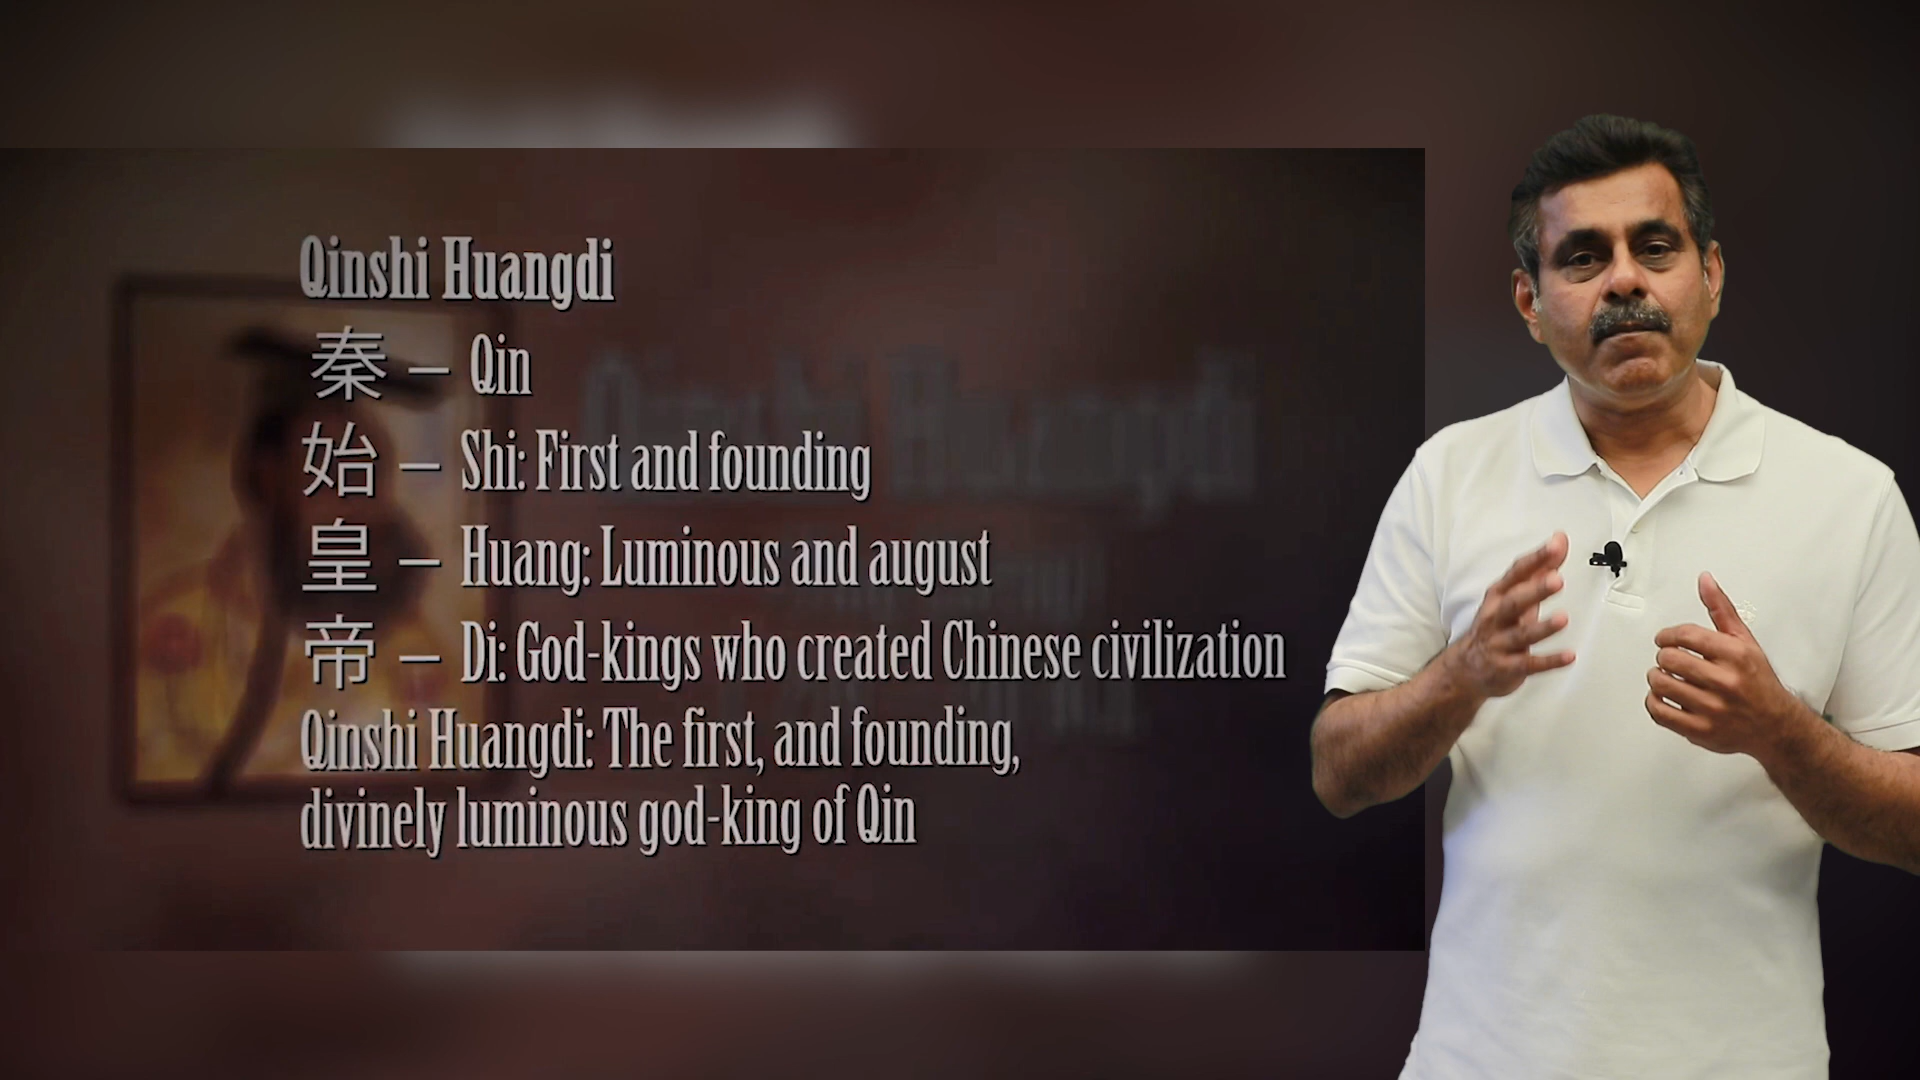 Qinshi Huangdi
秦 – Qin
始 – Shi: First and founding
皇 – Huang: Luminous and august
帝 – Di: God-kings who created Chinese civilization
Qinshi Huangdi: The first, and founding,
divinely luminous god-king of Qin